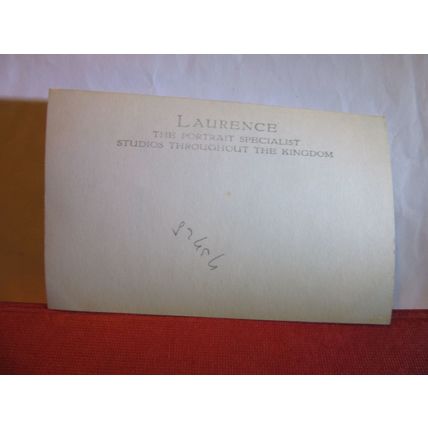 LAURENCE
THE PORTRAIT SPECIALIST
STUDIOS THROUGHOUT THE KINGDOM